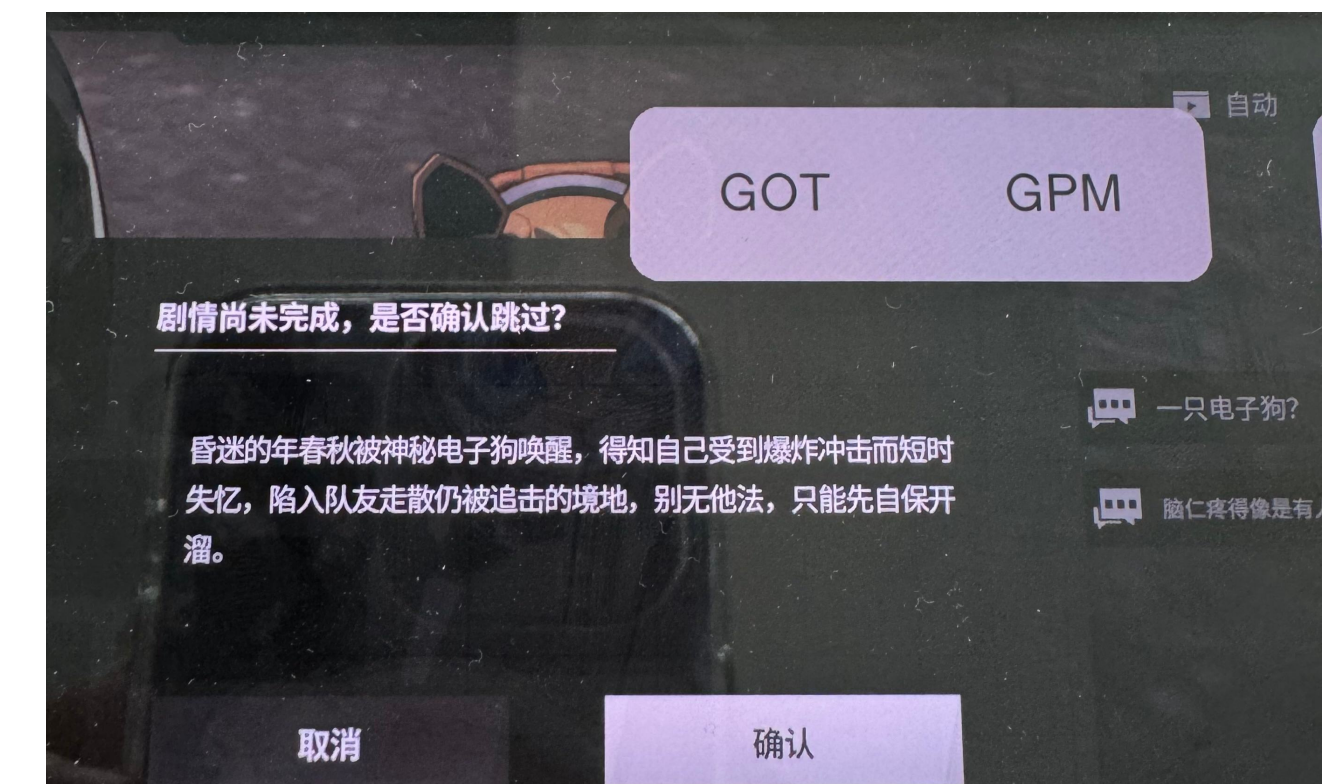 自动
GOT GPM
剧情尚未完成，是否确认跳过？
一只电子狗？
昏迷的年春秋被神秘电子狗唤醒，得知自己受到爆炸冲击而短时
失忆，陷入队友走散仍被追击的境地，别无他法，只能先自保开
溜。
脑仁疼得像是有
取消
确认